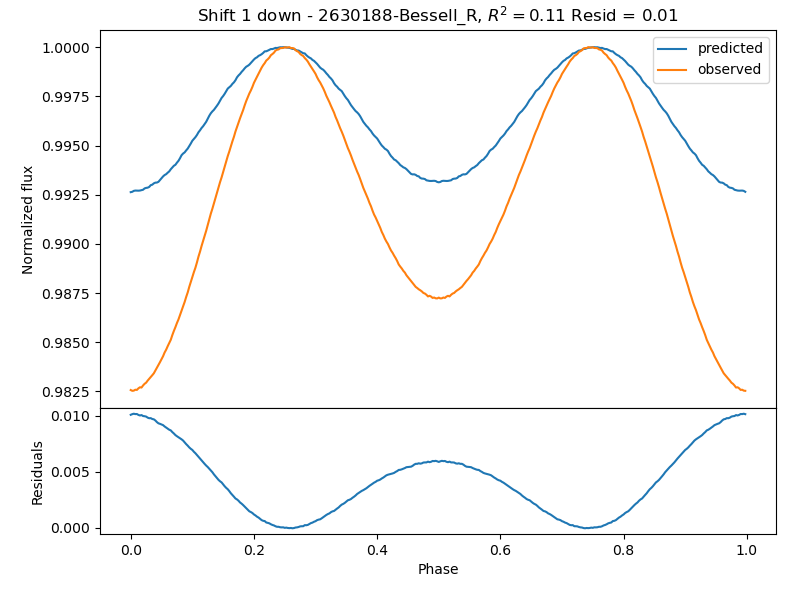 Shift 1 down - 2630188-Bessell_R, R² = 0.11 Resid = 0.01
predicted
observed
Normalized flux
1.0000
0.9975
0.9950
0.9925
0.9900
0.9875
0.9850
0.9825
Residuals
0.010
0.005
0.000
0.0 0.2 0.4 0.6 0.8 1.0
Phase